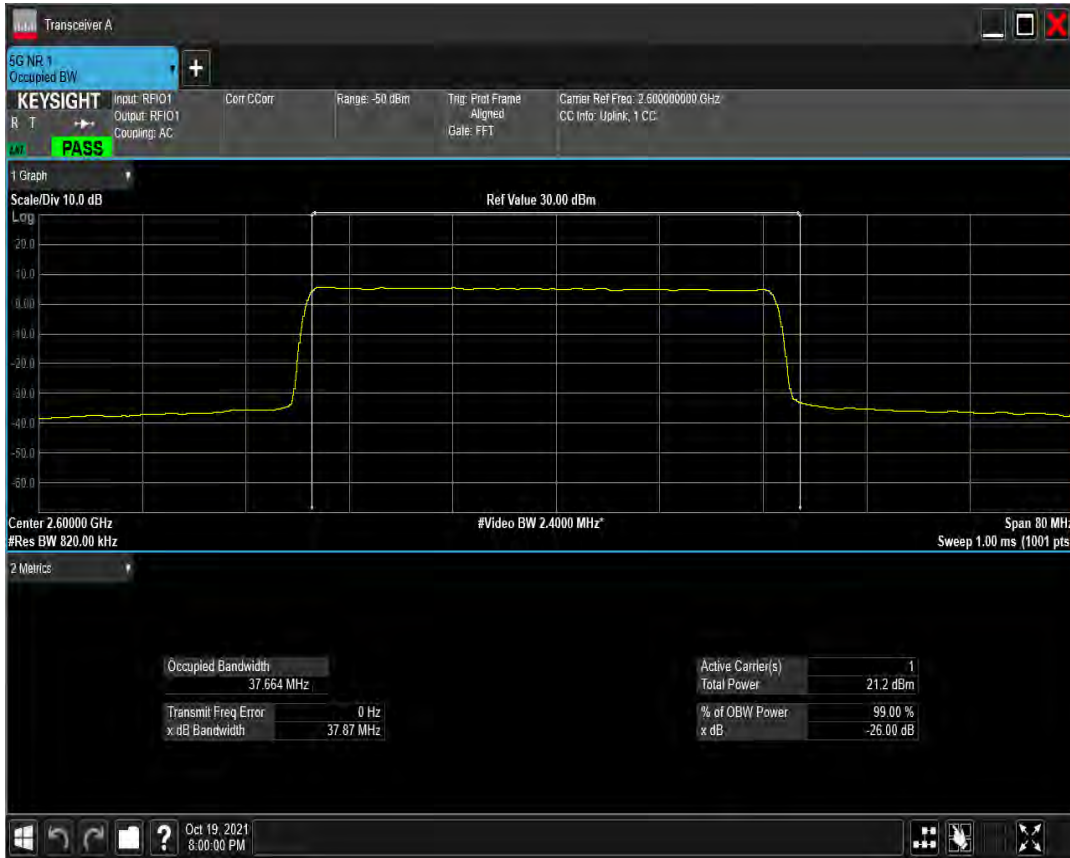 Transceiver A
5G NR 1
Occupied BW
+
KEYSIGHT
R T
PASS
Input: RFIO1
Output: RFIO1
Coupling: AC
Corr CCorr
Range: -50 dBm
Trig: Prot Frame
Aligned
Gate: FFT
Carrier Ref Freq: 2.600000000 GHz
CC Info: Uplink, 1 CC
1 Graph
Scale/Div 10.0 dB
Ref Value 30.00 dBm
Log
20.0
10.0
0.00
-10.0
-20.0
-30.0
-40.0
-50.0
-60.0
Center 2.60000 GHz
#Video BW 2.4000 MHz*
Span 80 MHz
#Res BW 820.00 kHz
Sweep 1.00 ms (1001 pts
2 Metrics
Occupied Bandwidth
37.664 MHz
Transmit Freq Error 0 Hz
x dB Bandwidth 37.87 MHz
Active Carrier(s) 1
Total Power 21.2 dBm
% of OBW Power 99.00 %
x dB -26.00 dB
?
Oct 19, 2021
8:00:00 PM